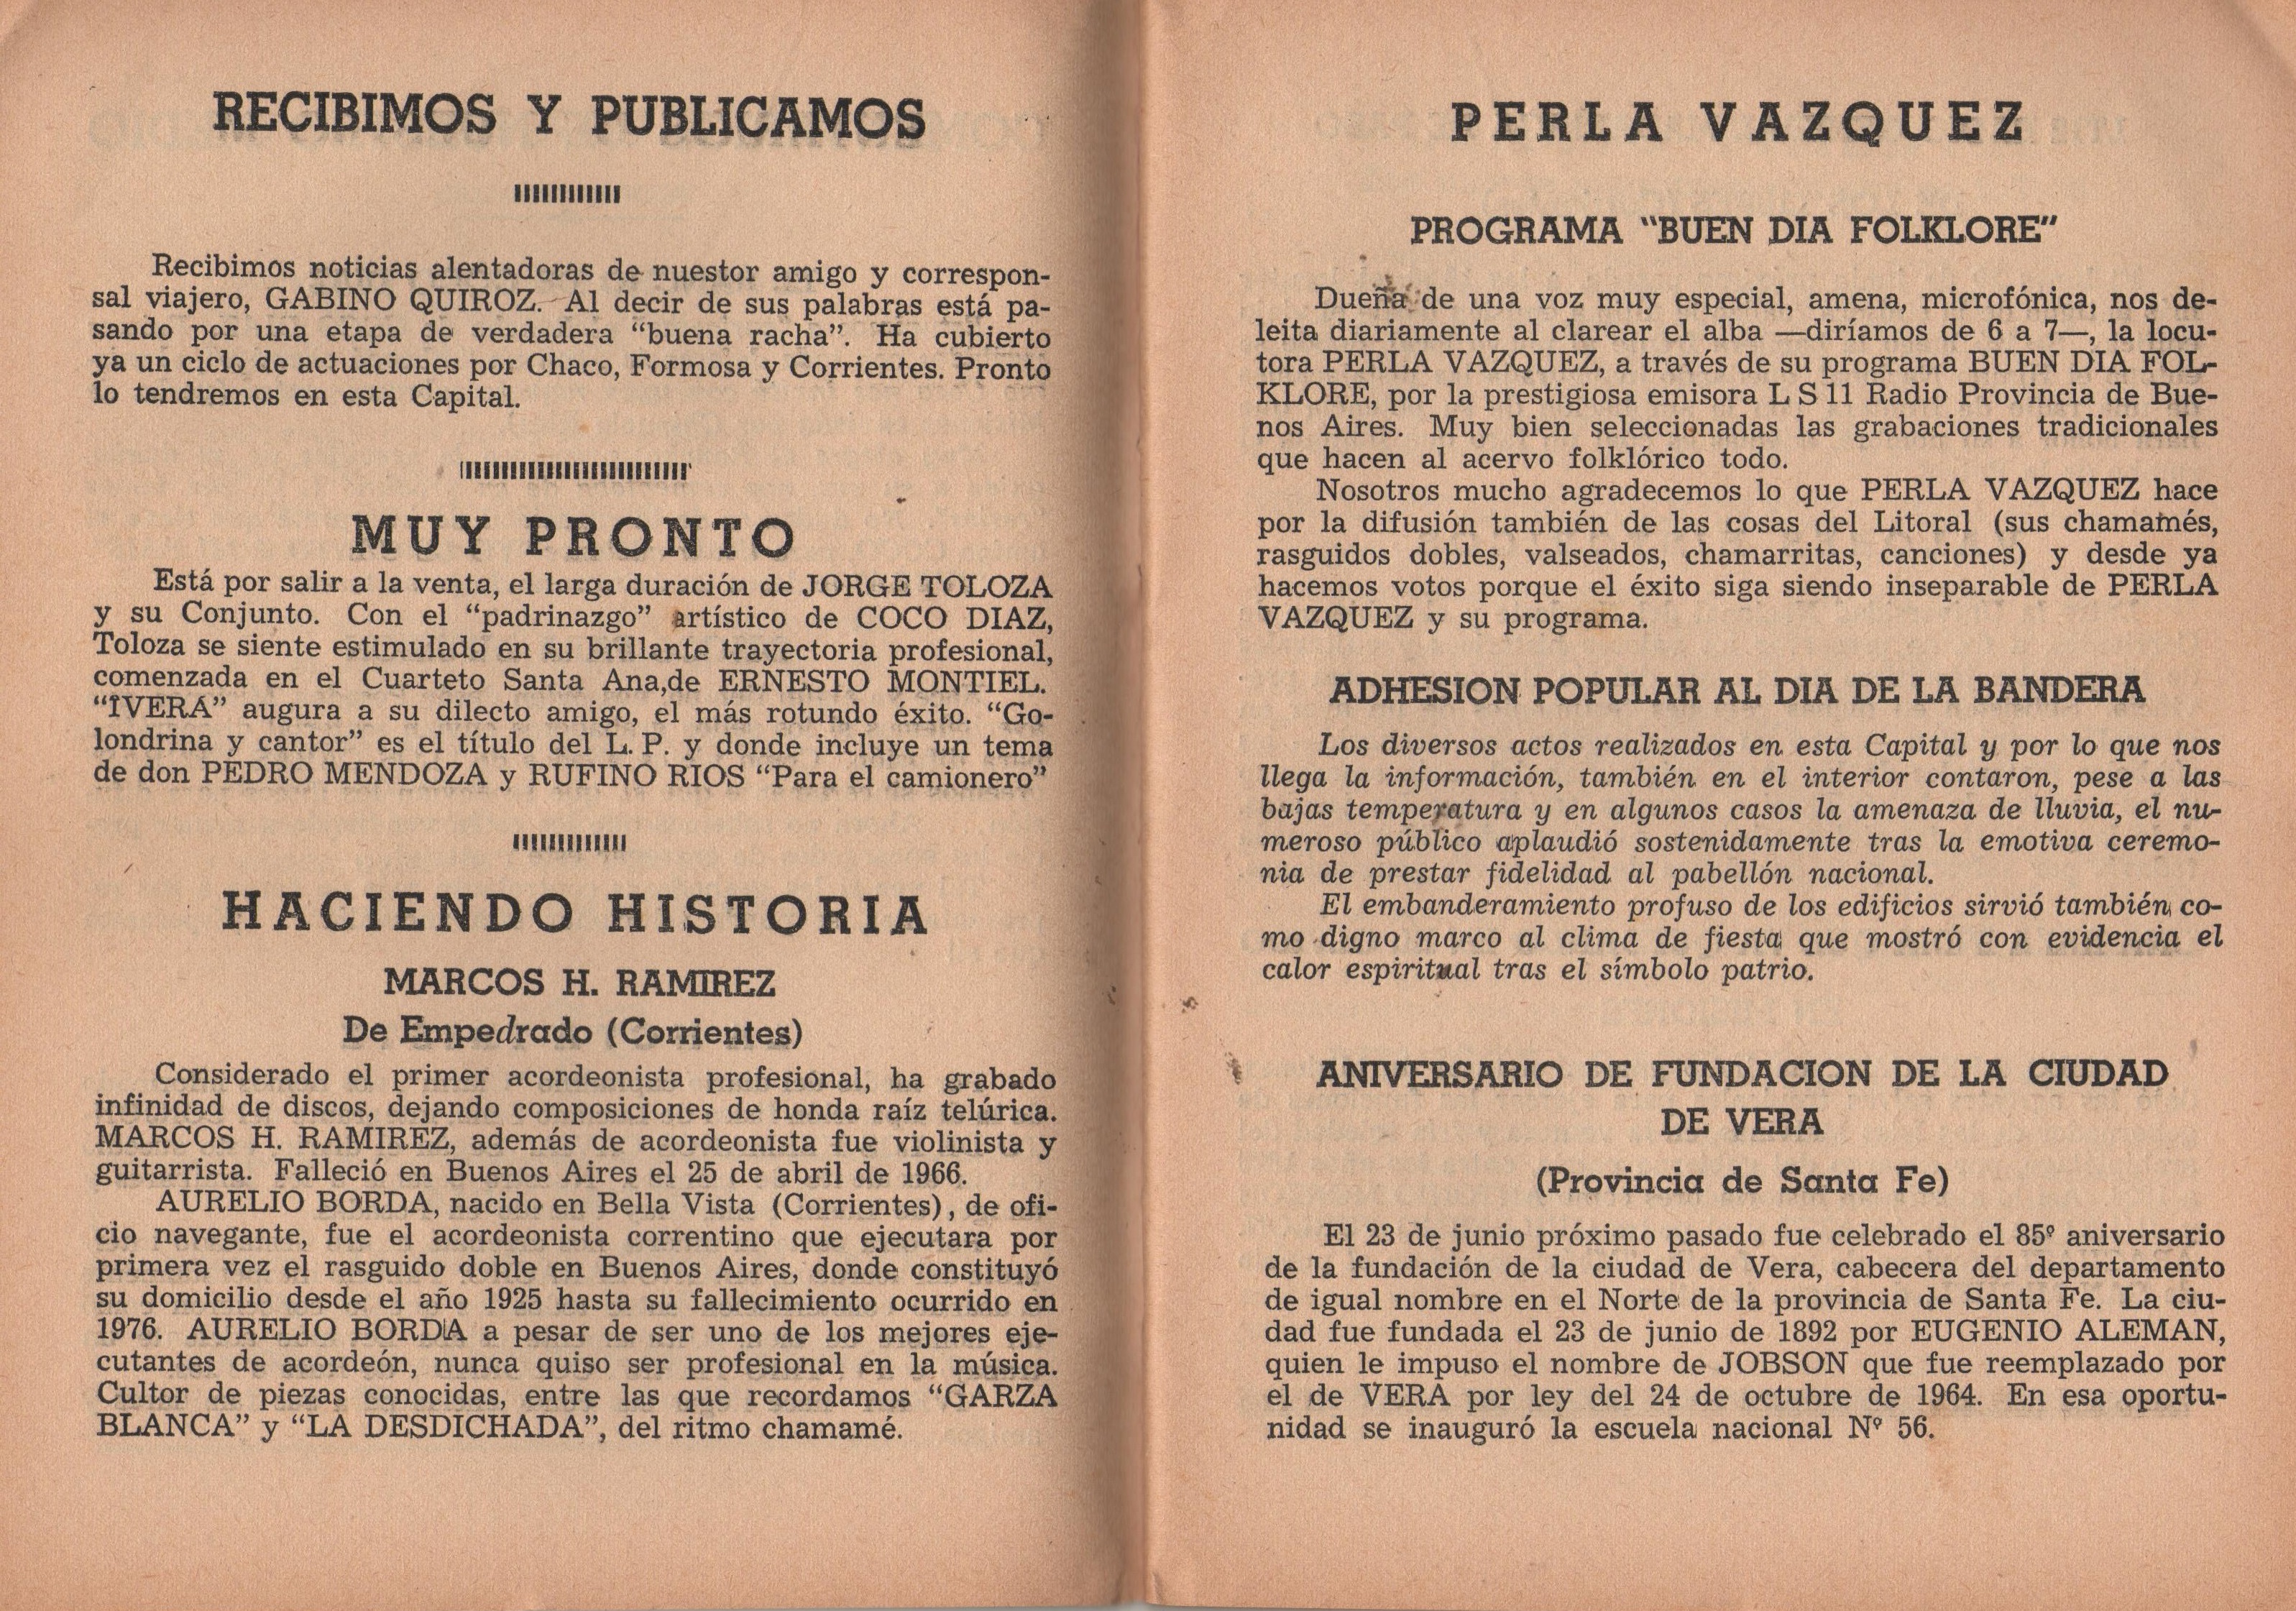 RECIBIMOS Y PUBLICAMOS
Recibimos noticias alentadoras de nuestor amigo y correspon-
sal viajero, GABINO QUIROZ. Al decir de sus palabras está pa-
sando por una etapa de verdadera “buena racha”. Ha cubierto
ya un ciclo de actuaciones por Chaco, Formosa y Corrientes. Pronto
lo tendremos en esta Capital.
MUY PRONTO
Está por salir a la venta, el larga duración de JORGE TOLOZA
y su Conjunto. Con el “padrinazgo” artístico de COCO DIAZ,
Toloza se siente estimulado en su brillante trayectoria profesional,
comenzada en el Cuarteto Santa Ana,de ERNESTO MONTIEL.
“IVERA” augura a su dilecto amigo, el más rotundo éxito. “Go-
londrina y cantor” es el título del L. P. y donde incluye un tema
de don PEDRO MENDOZA y RUFINO RIOS “Para el camionero”
HACIENDO HISTORIA
MARCOS H. RAMIREZ
De Empedrado (Corrientes)
Considerado el primer acordeonista profesional, ha grabado
infinidad de discos, dejando composiciones de honda raíz telúrica.
MARCOS H. RAMIREZ, además de acordeonista fue violinista y
guitarrista. Falleció en Buenos Aires el 25 de abril de 1966.
AURELIO BORDA, nacido en Bella Vista (Corrientes), de ofi-
cio navegante, fue el acordeonista correntino que ejecutara por
primera vez el rasguido doble en Buenos Aires, donde constituyó
su domicilio desde el año 1925 hasta su fallecimiento ocurrido en
1976. AURELIO BORDA a pesar de ser uno de los mejores eje-
cutantes de acordeón, nunca quiso ser profesional en la música.
Cultor de piezas conocidas, entre las que recordamos “GARZA
BLANCA” y “LA DESDICHADA”, del ritmo chamamé.
PERLA VAZQUEZ
PROGRAMA “BUEN DIA FOLKLORE”
Dueña de una voz muy especial, amena, microfónica, nos de-
leita diariamente al clarear el alba —diríamos de 6 a 7—, la locu-
tora PERLA VAZQUEZ, a través de su programa BUEN DIA FOL-
KLORE, por la prestigiosa emisora L S 11 Radio Provincia de Bue-
nos Aires. Muy bien seleccionadas las grabaciones tradicionales
que hacen al acervo folklórico todo.
Nosotros mucho agradecemos lo que PERLA VAZQUEZ hace
por la difusión también de las cosas del Litoral (sus chamamés,
rasguidos dobles, valseados, chamarritas, canciones) y desde ya
hacemos votos porque el éxito siga siendo inseparable de PERLA
VAZQUEZ y su programa.
ADHESION POPULAR AL DIA DE LA BANDERA
Los diversos actos realizados en esta Capital y por lo que nos
llega la información, también en el interior contaron, pese a las
bajas temperatura y en algunos casos la amenaza de lluvia, el nu-
meroso público aplaudió sostenidamente tras la emotiva ceremo-
nia de prestar fidelidad al pabellón nacional.
El embanderamiento profuso de los edificios sirvió también co-
mo digno marco al clima de fiesta que mostró con evidencia el
calor espiritual tras el símbolo patrio.
ANIVERSARIO DE FUNDACION DE LA CIUDAD
DE VERA
(Provincia de Santa Fe)
El 23 de junio próximo pasado fue celebrado el 85º aniversario
de la fundación de la ciudad de Vera, cabecera del departamento
de igual nombre en el Norte de la provincia de Santa Fe. La ciu-
dad fue fundada el 23 de junio de 1892 por EUGENIO ALEMAN,
quien le impuso el nombre de JOBSON que fue reemplazado por
el de VERA por ley del 24 de octubre de 1964. En esa oportu-
nidad se inauguró la escuela nacional Nº 56.